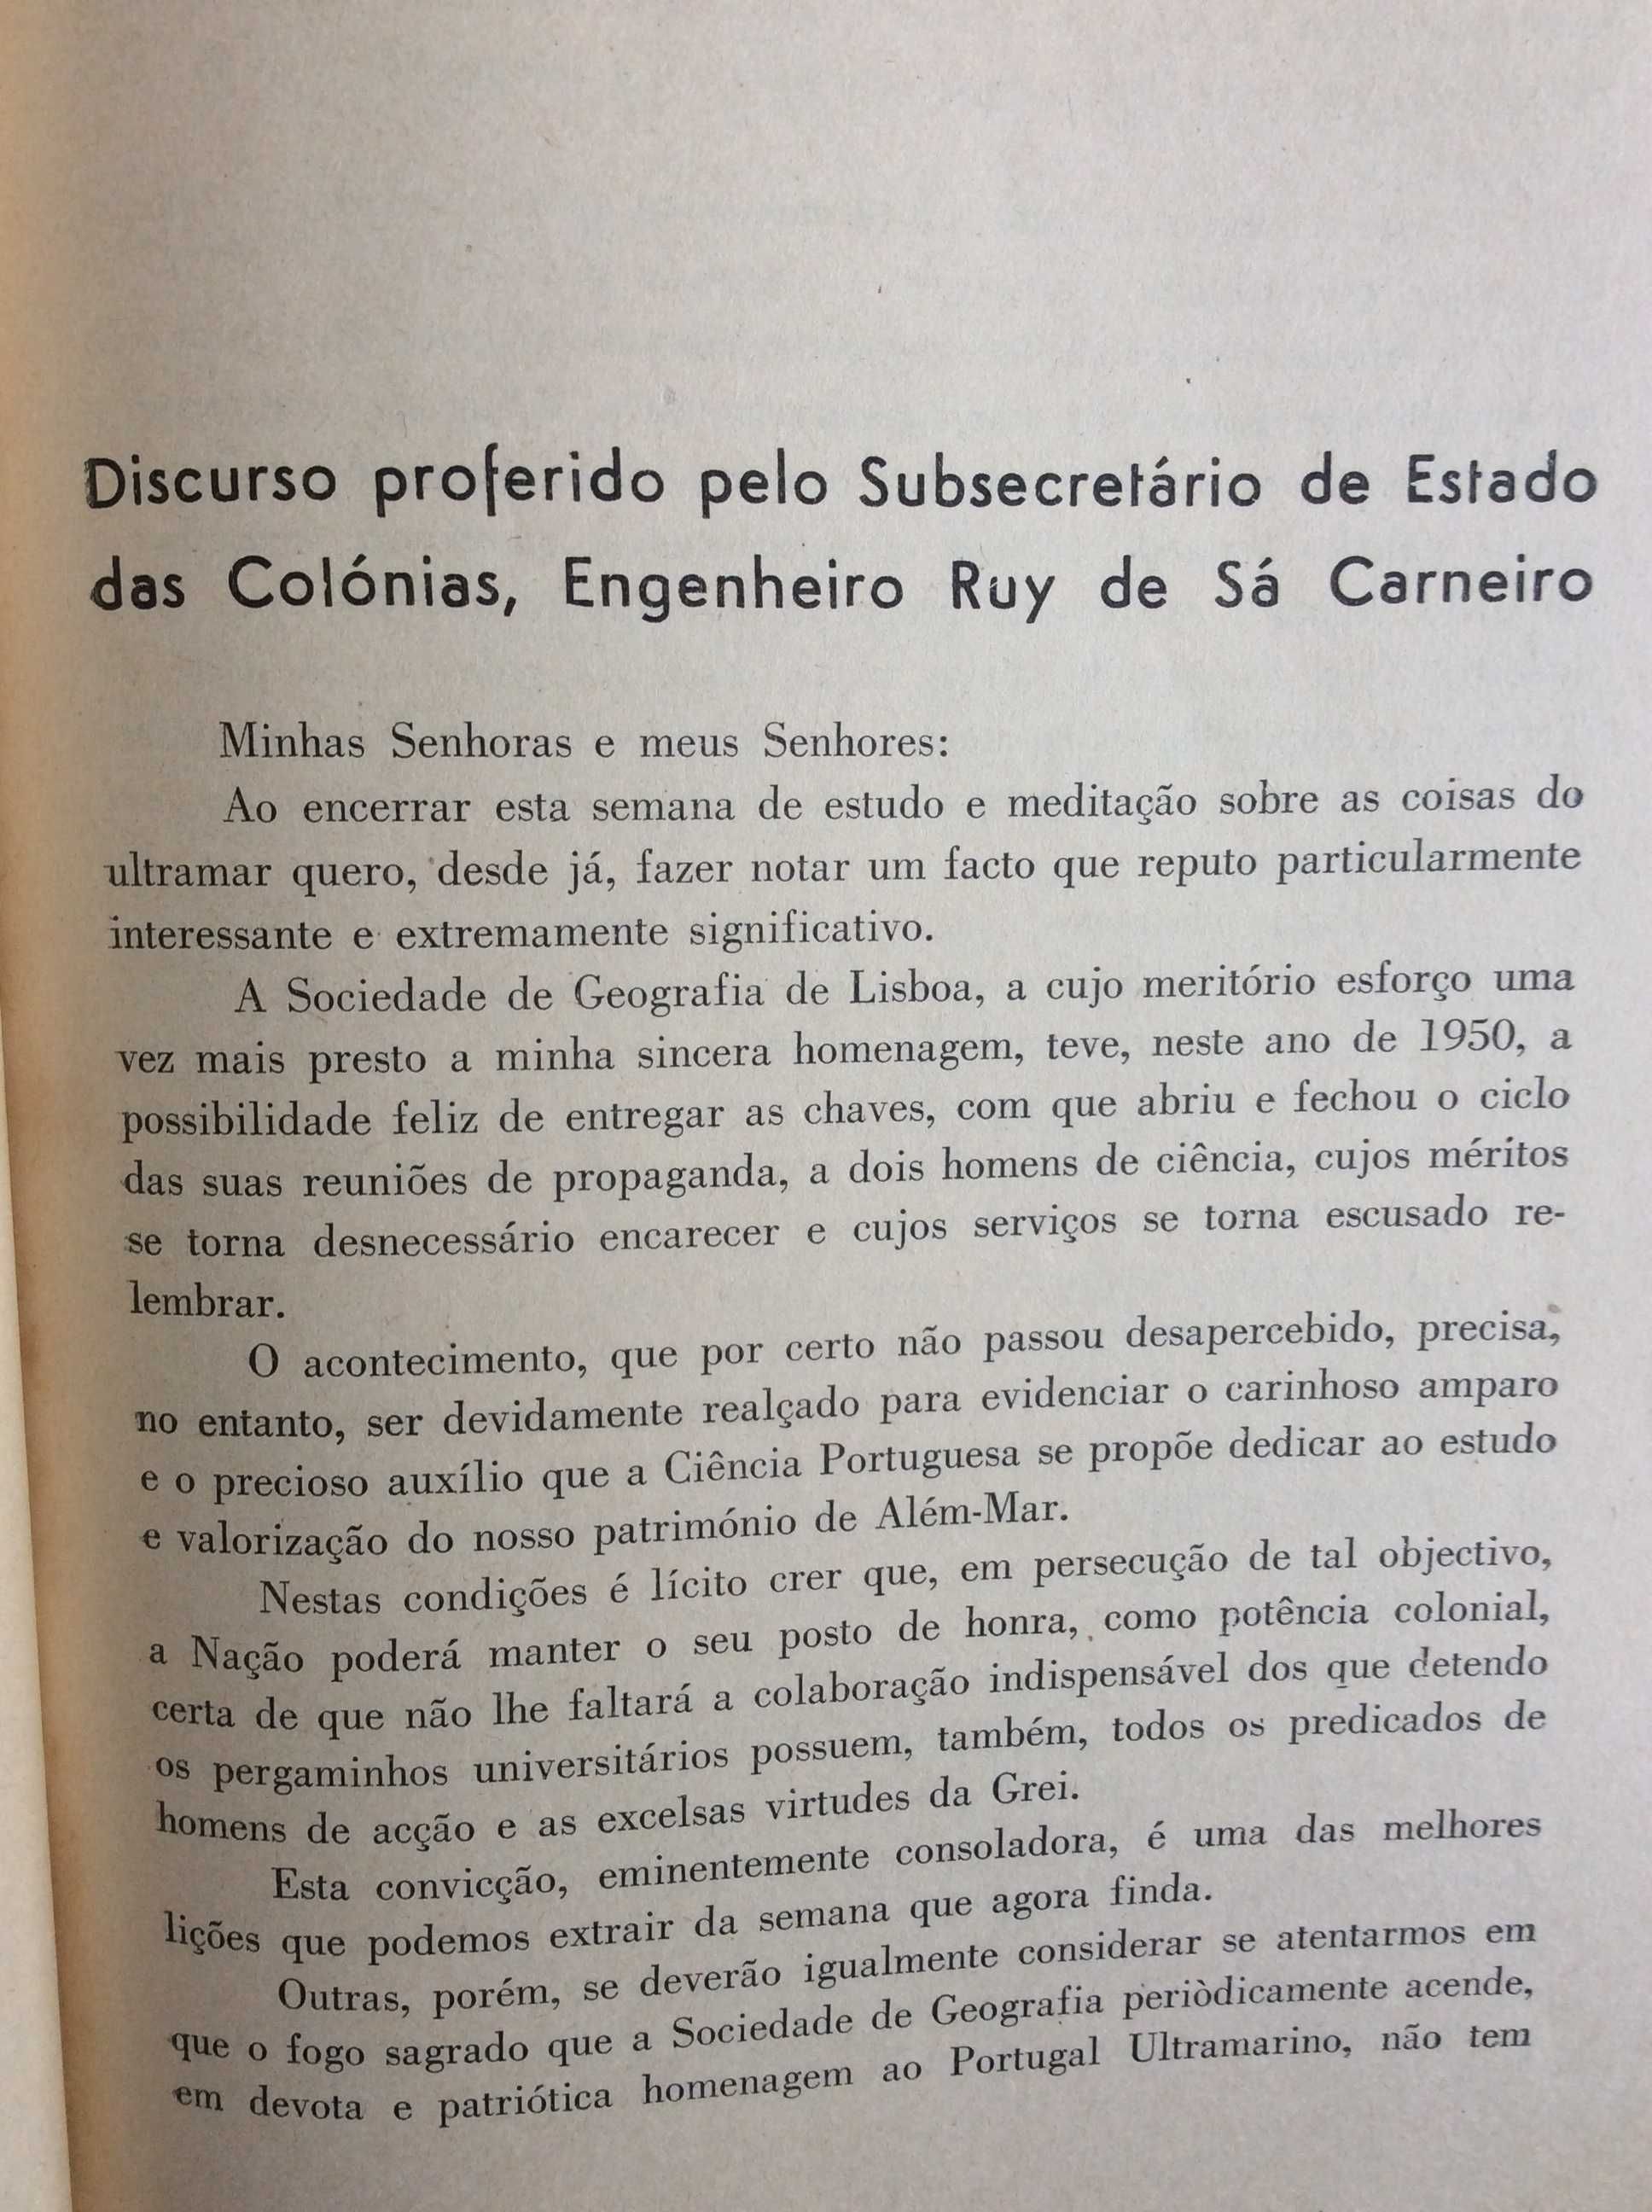 Discurso proferido pelo Subsecretário de Estado
das Colónias, Engenheiro Ruy de Sá Carneiro
Minhas Senhoras e meus Senhores:
Ao encerrar esta semana de estudo e meditação sobre as coisas do
ultramar quero, desde já, fazer notar um facto que reputo particularmente
interessante e extremamente significativo.
A Sociedade de Geografia de Lisboa, a cujo meritório esforço uma
vez mais presto a minha sincera homenagem, teve, neste ano de 1950, a
possibilidade feliz de entregar as chaves, com que abriu e fechou o ciclo
das suas reuniões de propaganda, a dois homens de ciência, cujos méritos
se torna desnecessário encarecer e cujos serviços se torna escusado re-
lembrar.
O acontecimento, que por certo não passou desapercebido, precisa,
no entanto, ser devidamente realçado para evidenciar o carinhoso amparo
e o precioso auxílio que a Ciência Portuguesa se propõe dedicar ao estudo
e valorização do nosso património de Além-Mar.
Nestas condições é lícito crer que, em persecução de tal objectivo,
a Nação poderá manter o seu posto de honra, como potência colonial,
certa de que não lhe faltará a colaboração indispensável dos que detendo
os pergaminhos universitários possuem, também, todos os predicados de
homens de acção e as excelsas virtudes da Grei.
Esta convicção, eminentemente consoladora, é uma das melhores
lições que podemos extrair da semana que agora finda.
Outras, porém, se deverão igualmente considerar se atentarmos em
que o fogo sagrado que a Sociedade de Geografia periòdicamente acende,
em devota e patriótica homenagem ao Portugal Ultramarino, não tem